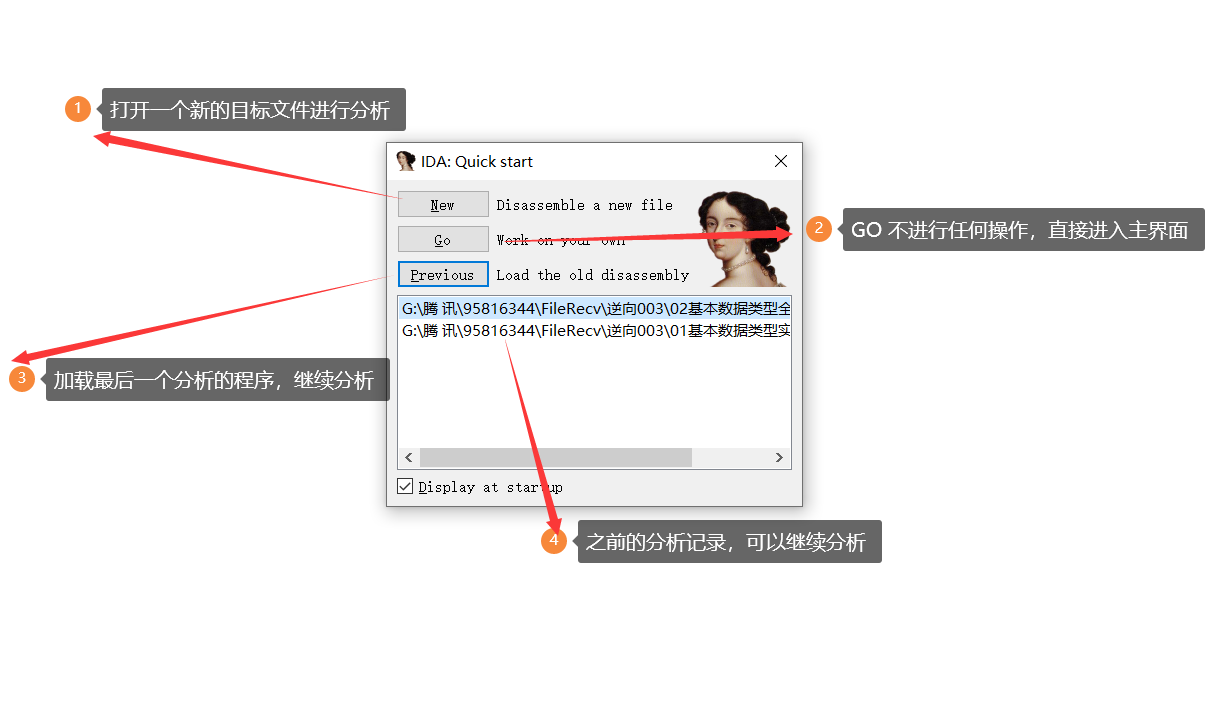 1 打开一个新的目标文件进行分析
IDA: Quick start
New Disassemble a new file
2 GO 不进行任何操作，直接进入主界面
Go Work on your own
Previous Load the old disassembly
G:\腾 讯\95816344\FileRecv\逆向003\02基本数据类型全
G:\腾 讯\95816344\FileRecv\逆向003\01基本数据类型实
3 加载最后一个分析的程序，继续分析
Display at startup
4 之前的分析记录，可以继续分析